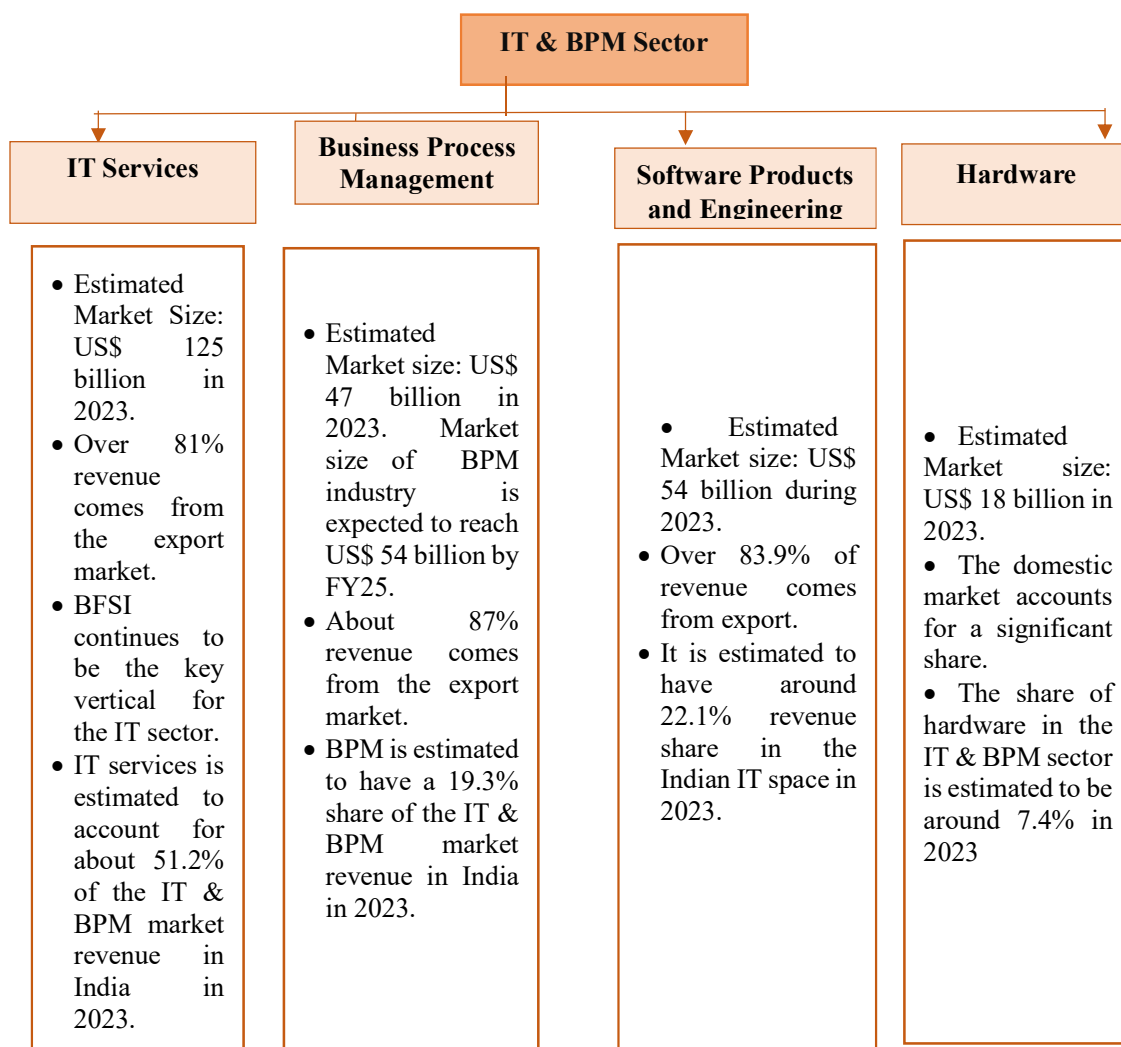 IT & BPM Sector
IT Services
Business Process
Management
Software Products
and Engineering
Hardware
• Estimated
Market Size:
US$ 125
billion in
2023.
• Over 81%
revenue
comes from
the export
market.
• BFSI
continues to
be the key
vertical for
the IT sector.
• IT services is
estimated to
account for
about 51.2%
of the IT &
BPM market
revenue in
India in
2023.
• Estimated
Market size: US$
47 billion in
2023. Market
size of BPM
industry is
expected to reach
US$ 54 billion by
FY25.
• About 87%
revenue comes
from the export
market.
• BPM is estimated
to have a 19.3%
share of the IT &
BPM market
revenue in India
in 2023.
• Estimated
Market size: US$
54 billion during
2023.
• Over 83.9% of
revenue comes
from export.
• It is estimated to
have around
22.1% revenue
share in the
Indian IT space in
2023.
• Estimated
Market size:
US$ 18 billion in
2023.
• The domestic
market accounts
for a significant
share.
• The share of
hardware in the
IT & BPM sector
is estimated to be
around 7.4% in
2023